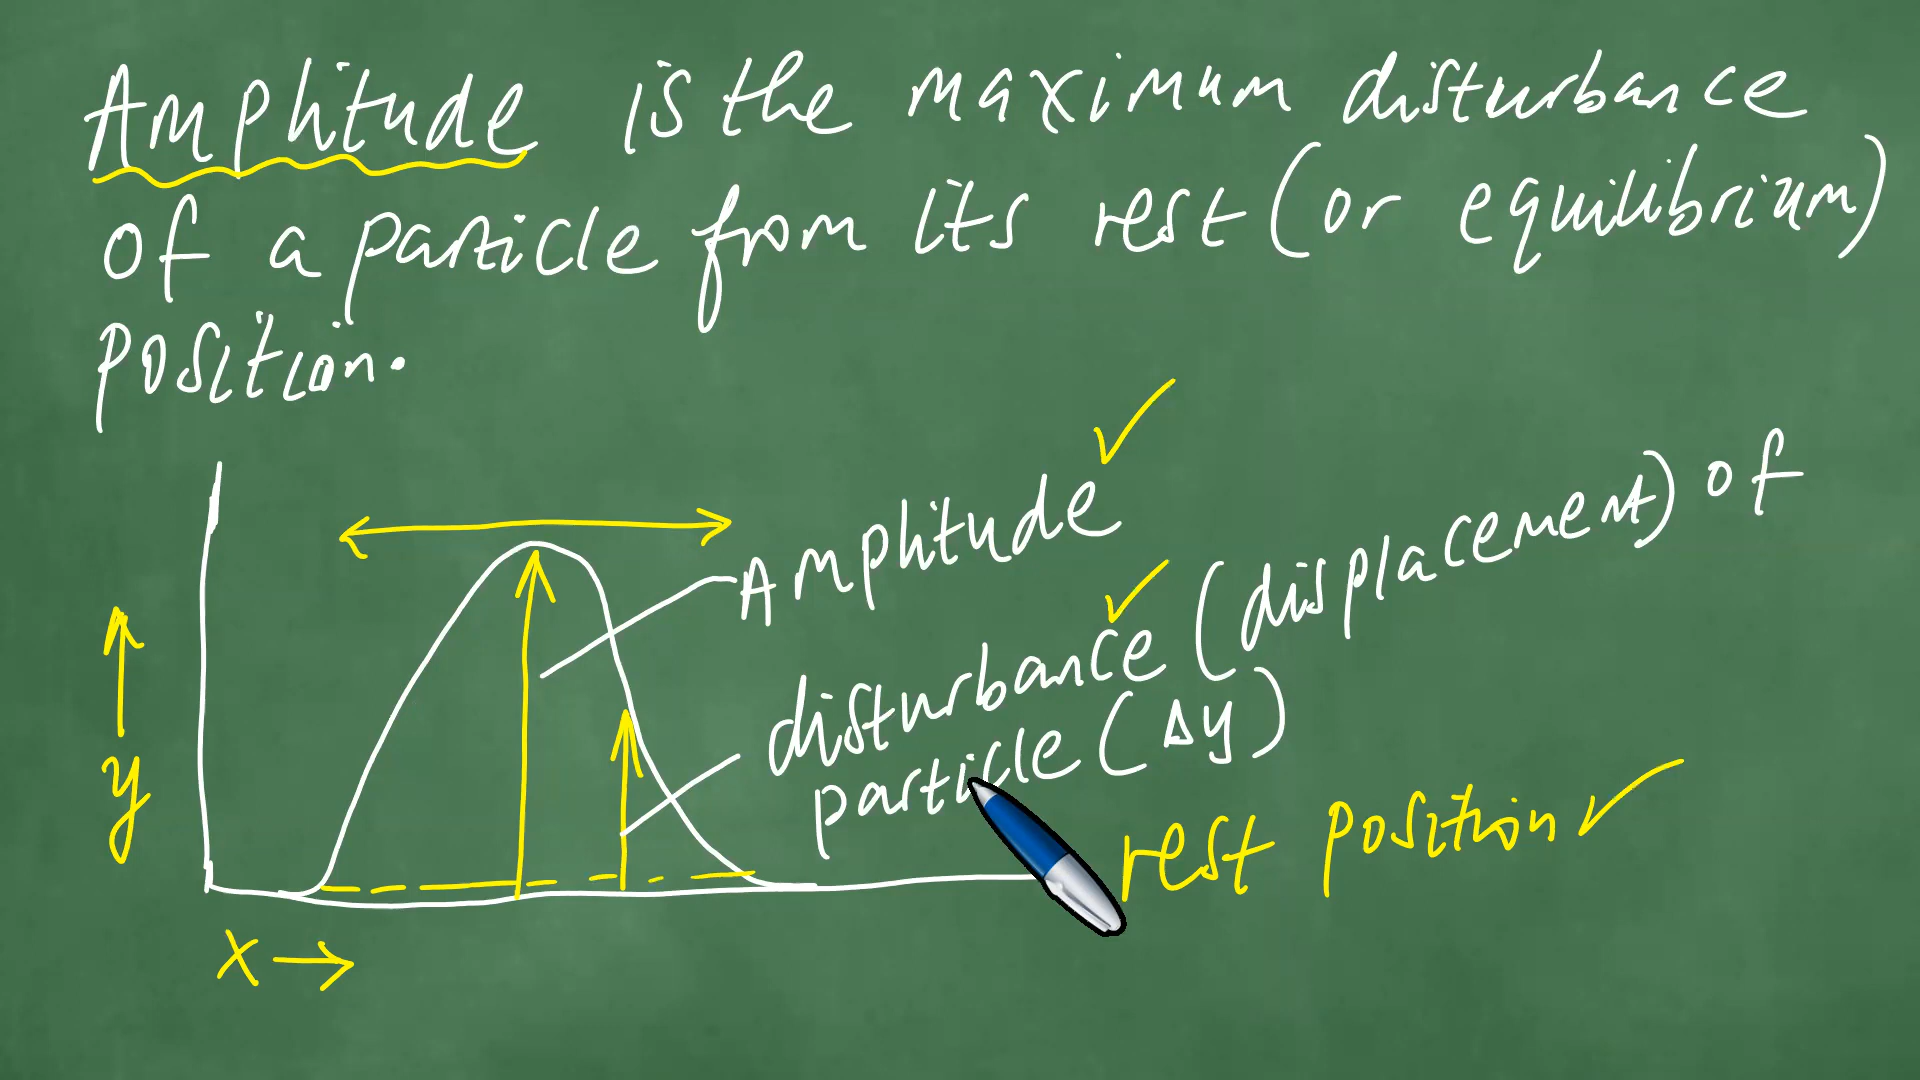 Amplitude is the maximum disturbance
of a particle from its rest (or equilibrium)
position.
Amplitude
disturbance (displacement) of
particle (Δy)
rest position
y
x